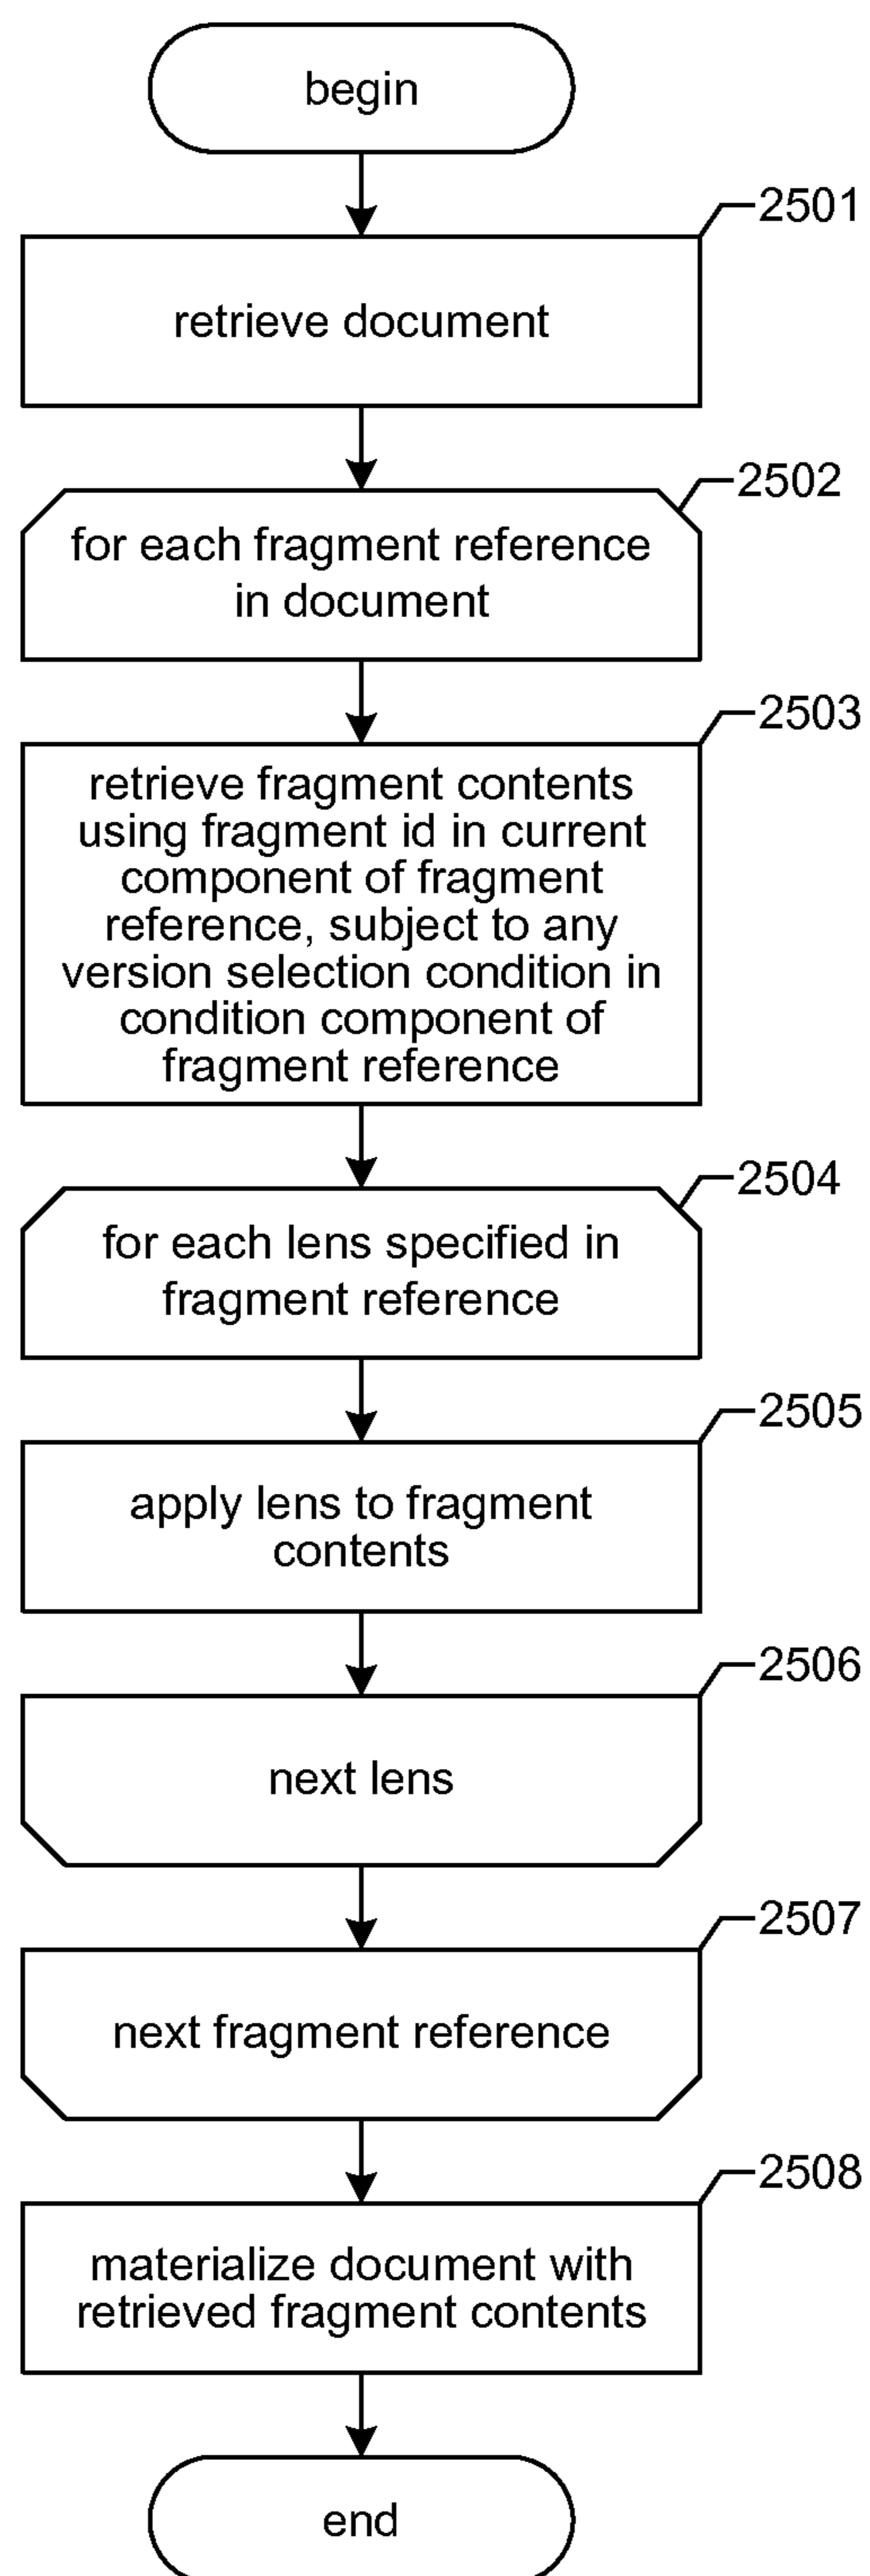 begin
2501
retrieve document
2502
for each fragment reference
in document
2503
retrieve fragment contents
using fragment id in current
component of fragment
reference, subject to any
version selection condition in
condition component of
fragment reference
2504
for each lens specified in
fragment reference
2505
apply lens to fragment
contents
2506
next lens
2507
next fragment reference
2508
materialize document with
retrieved fragment contents
end